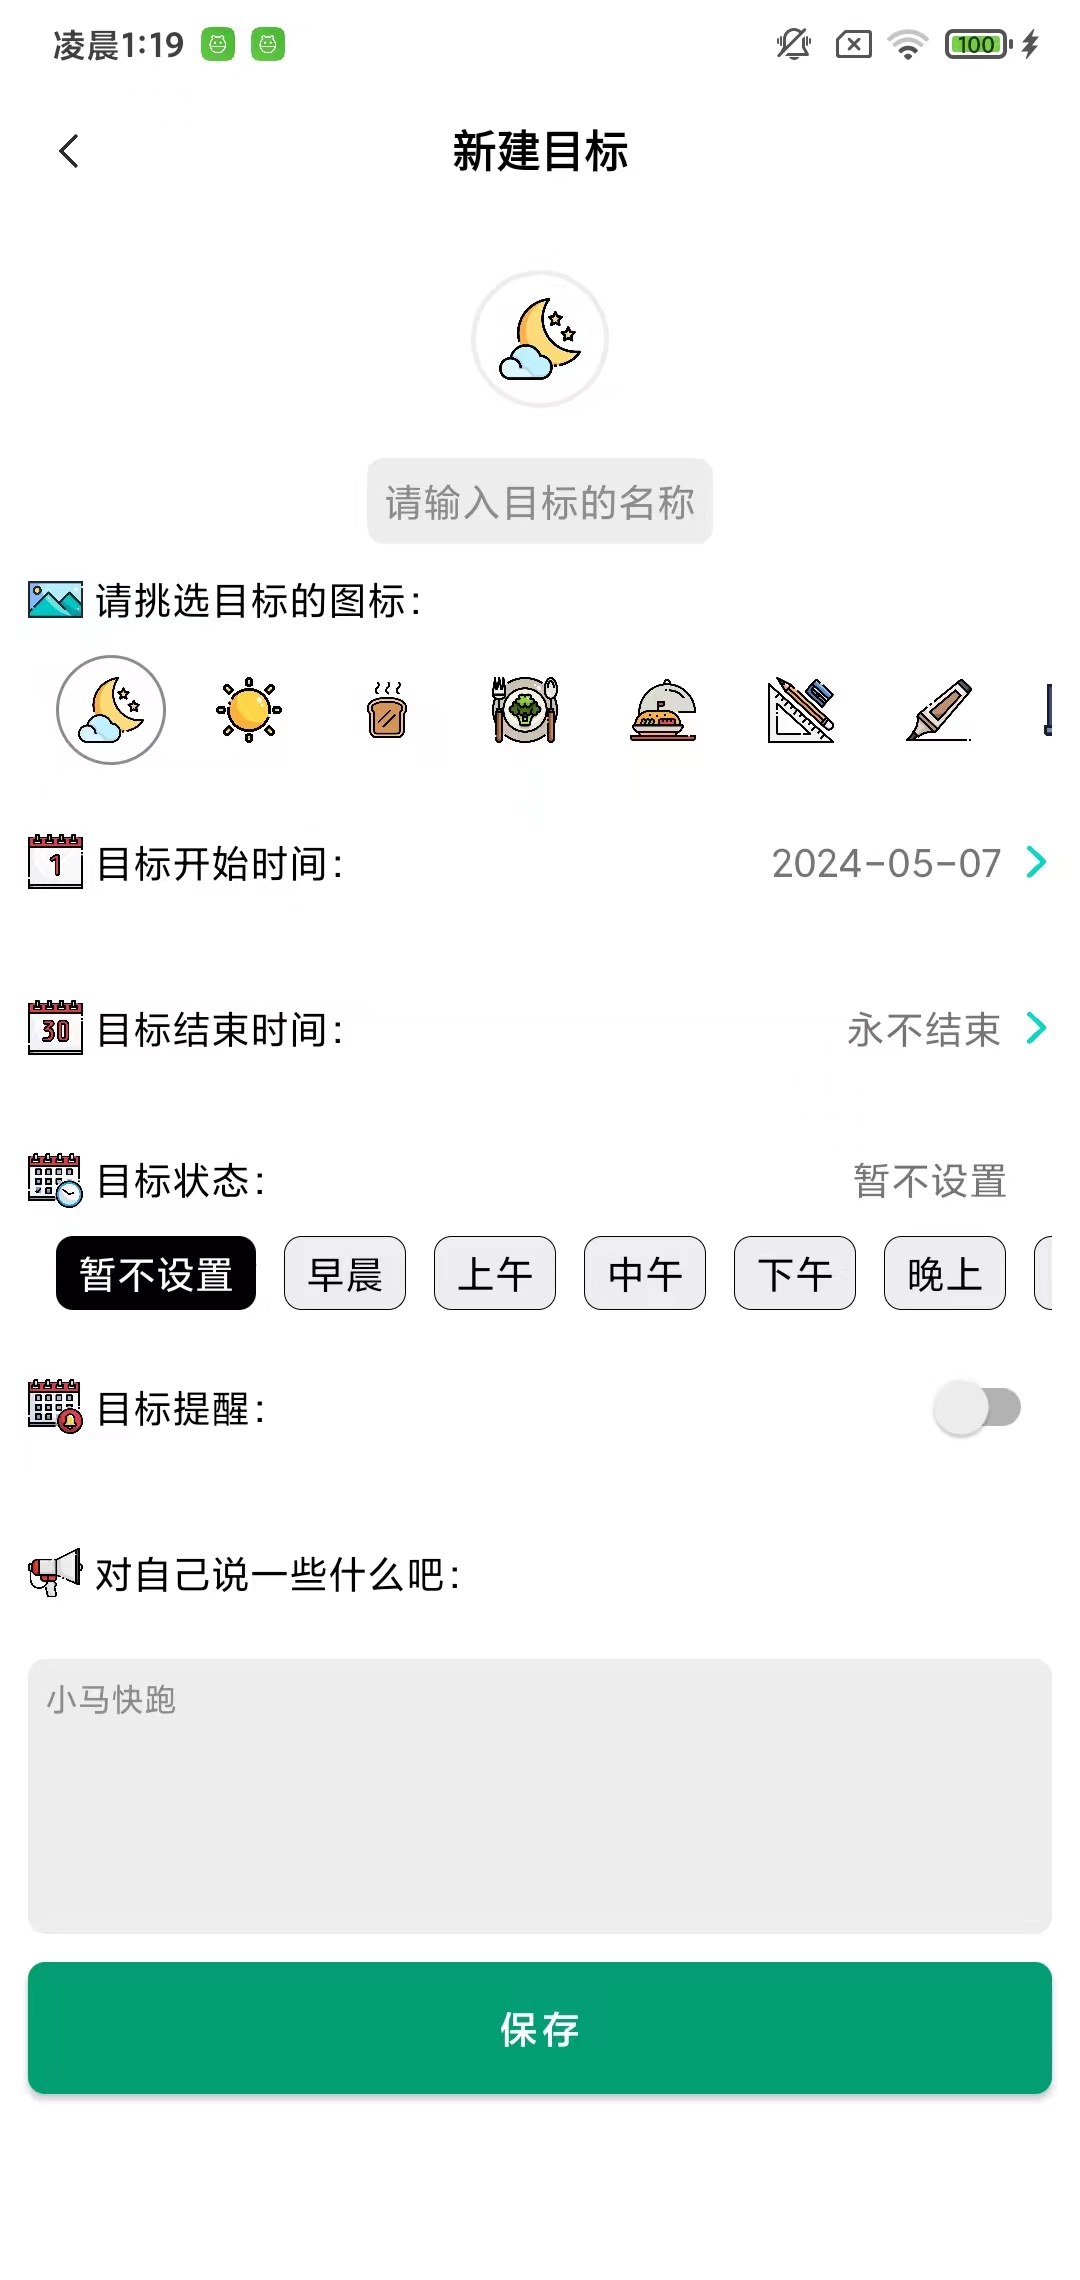 凌晨1:19 100
新建目标
请输入目标的名称
请挑选目标的图标：
1 目标开始时间： 2024-05-07
30 目标结束时间： 永不结束
目标状态： 暂不设置
暂不设置 早晨 上午 中午 下午 晚上
目标提醒：
对自己说一些什么吧：
小马快跑
保存